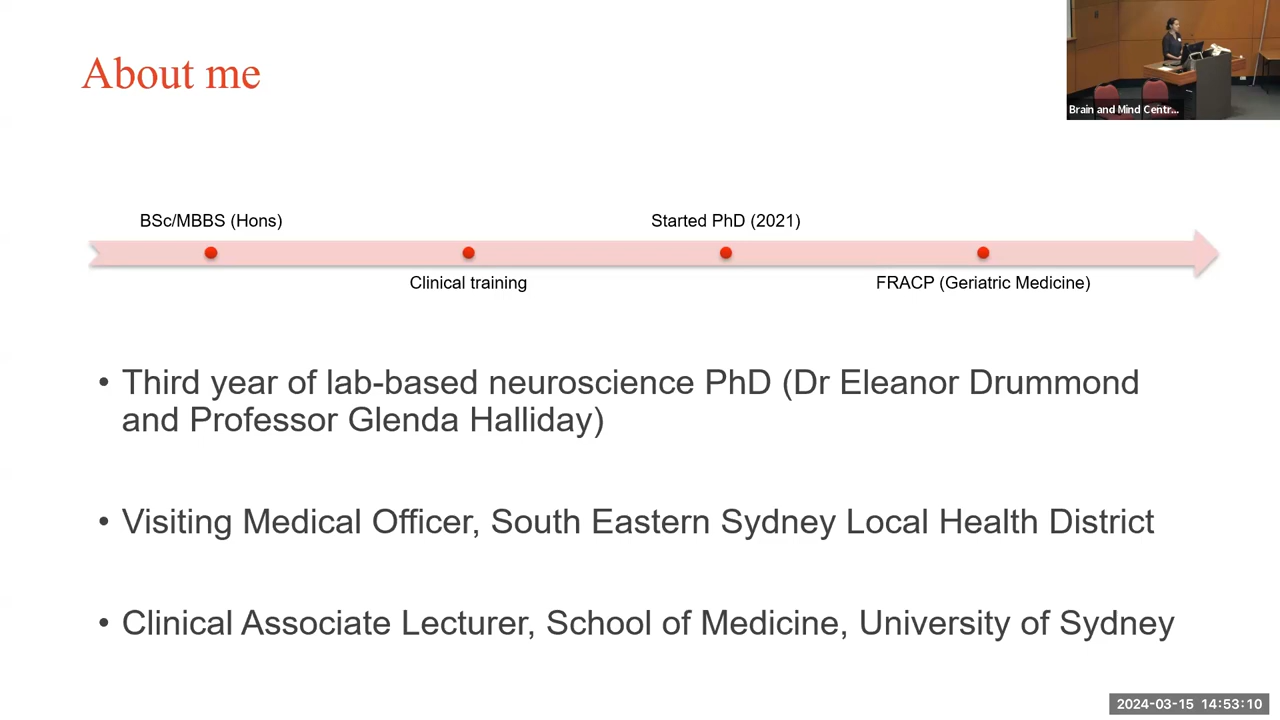 About me
Brain and Mind Centr...
BSc/MBBS (Hons)
Started PhD (2021)
Clinical training
FRACP (Geriatric Medicine)
• Third year of lab-based neuroscience PhD (Dr Eleanor Drummond
and Professor Glenda Halliday)
• Visiting Medical Officer, South Eastern Sydney Local Health District
• Clinical Associate Lecturer, School of Medicine, University of Sydney
2024-03-15 14:53:10